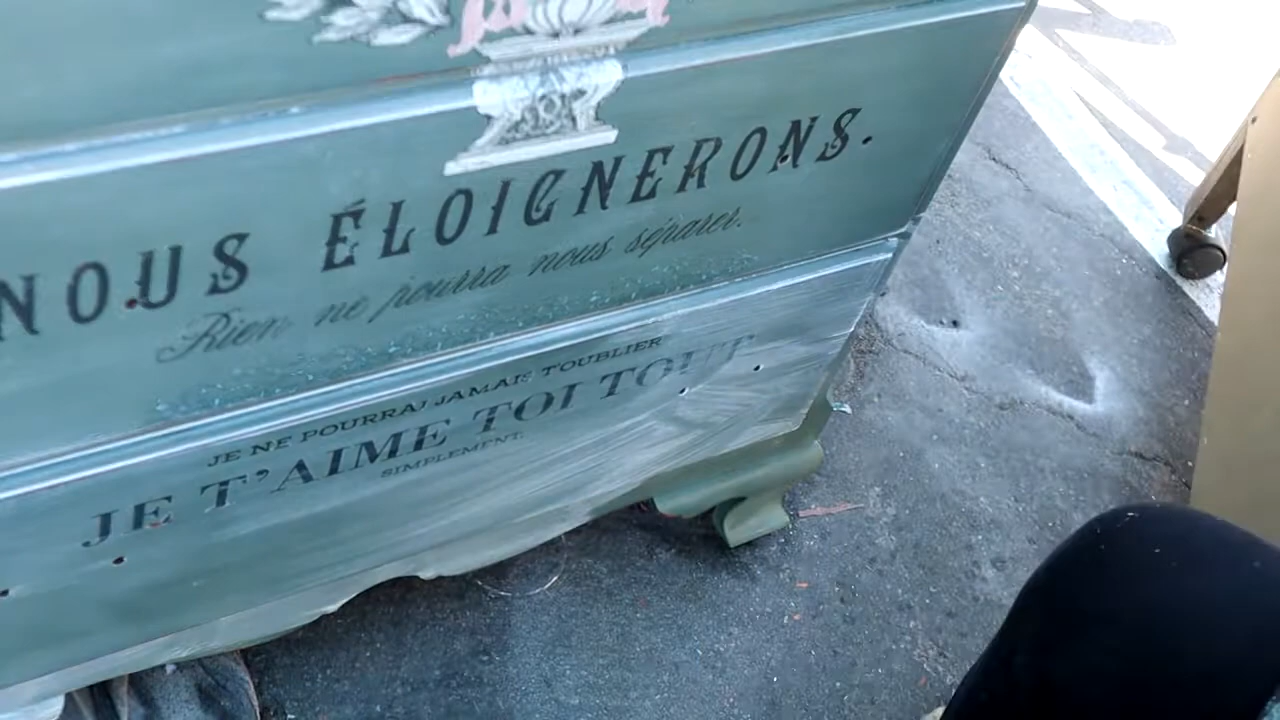 NOUS ÉLOIGNERONS.
Rien ne pourra nous séparer.
JE NE POURRAI JAMAIS T'OUBLIER
JE T'AIME TOI TOUT
SIMPLEMENT.